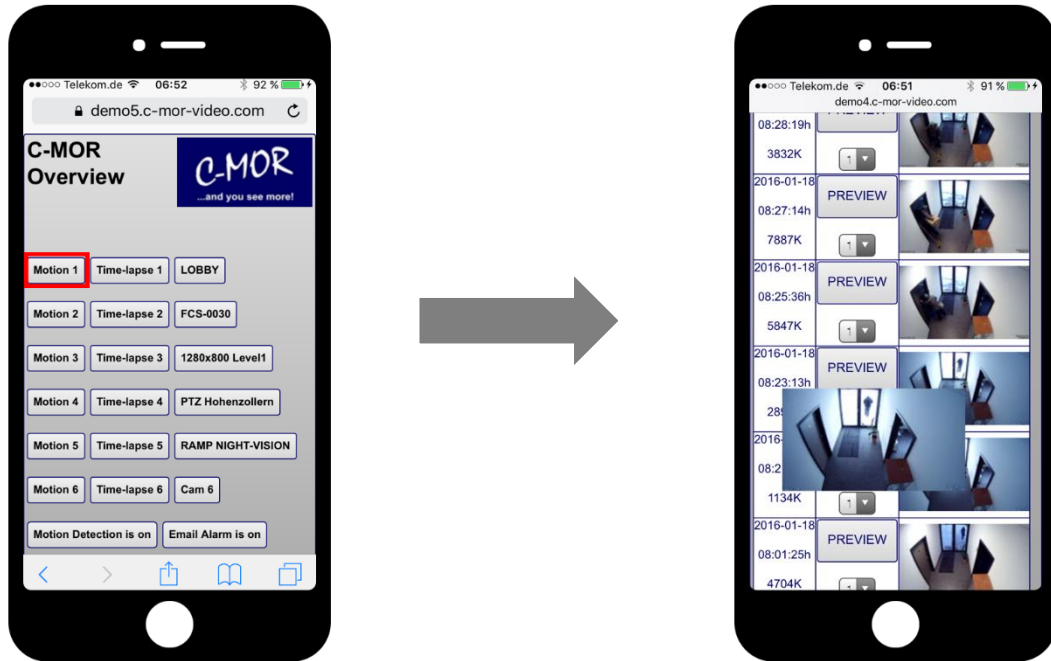 ●●○○○ Telekom.de 06:52 92 %
demo5.c-mor-video.com
C-MOR
Overview
C-MOR
...and you see more!
Motion 1 Time-lapse 1 LOBBY
Motion 2 Time-lapse 2 FCS-0030
Motion 3 Time-lapse 3 1280x800 Level1
Motion 4 Time-lapse 4 PTZ Hohenzollern
Motion 5 Time-lapse 5 RAMP NIGHT-VISION
Motion 6 Time-lapse 6 Cam 6
Motion Detection is on Email Alarm is on
●●○○○ Telekom.de 06:51 91 %
demo4.c-mor-video.com
08:28:19h
3832K 1
2016-01-18
PREVIEW
08:27:14h
7887K 1
2016-01-18
PREVIEW
08:25:36h
5847K 1
2016-01-18
PREVIEW
08:23:13h
28
2016-
08:2
1134K 1
2016-01-18
PREVIEW
08:01:25h
4704K